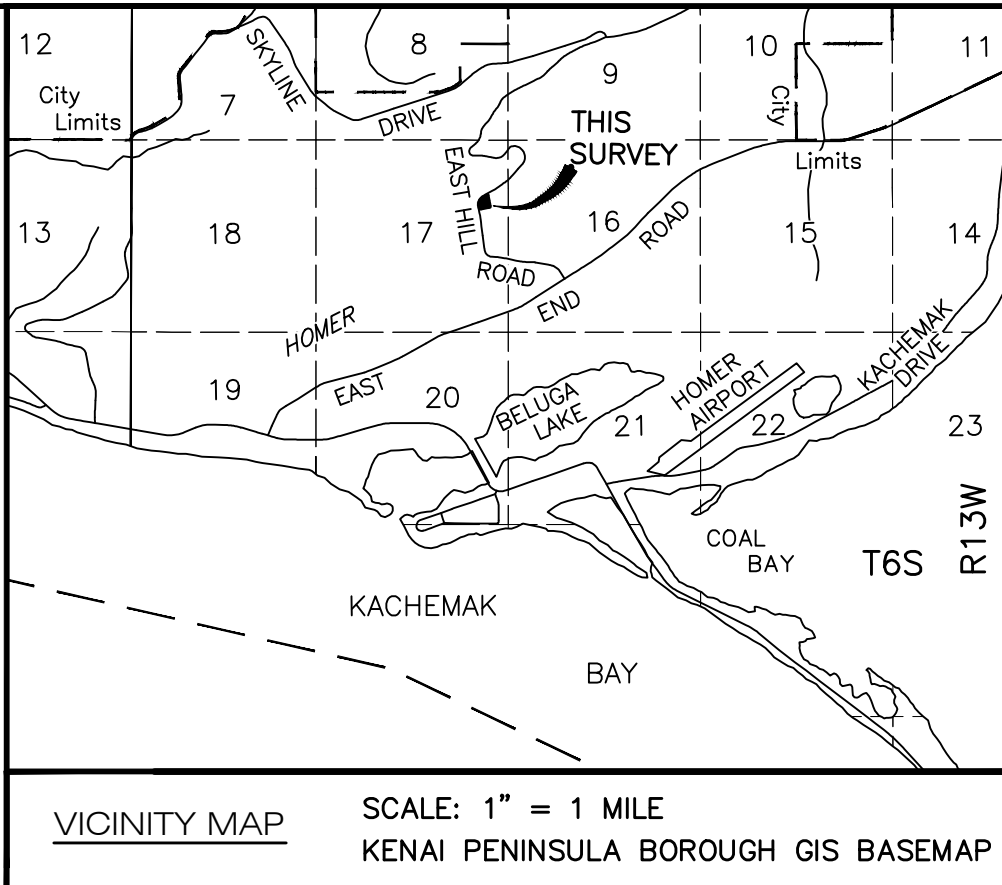 12
8
10
11
SKYLINE
9
City
Limits
7
City
DRIVE
THIS
SURVEY
Limits
EAST HILL
13
18
17
16
ROAD
15
14
ROAD
END
HOMER
KACHEMAK
DRIVE
19
EAST
20
BELUGA
LAKE
21
HOMER
AIRPORT
22
23
COAL
BAY
T6S
R13W
KACHEMAK
BAY
VICINITY MAP
SCALE: 1" = 1 MILE
KENAI PENINSULA BOROUGH GIS BASEMAP